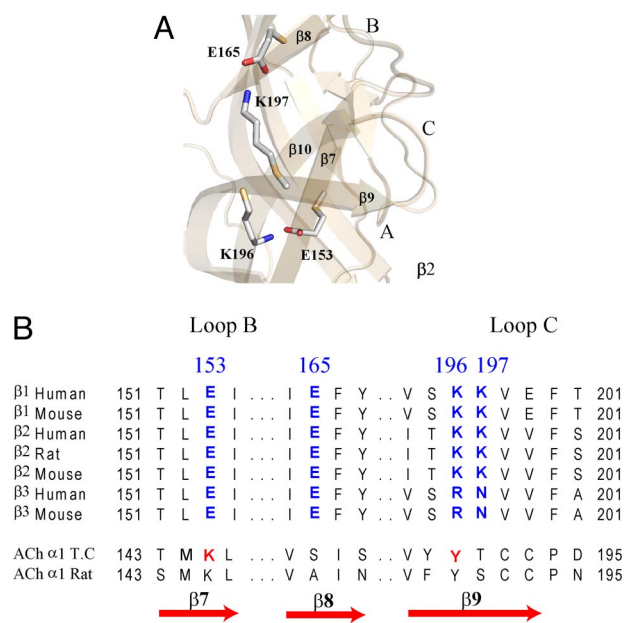 A
E165
β8
B
K197
C
β10
β7
β9
K196
E153
A
β2
B
Loop B Loop C
153 165 196 197
β1 Human 151 T L E I ... I E F Y .. V S K K V E F T 201
β1 Mouse 151 T L E I ... I E F Y .. V S K K V E F T 201
β2 Human 151 T L E I ... I E F Y .. I T K K V V F S 201
β2 Rat 151 T L E I ... I E F Y .. I T K K V V F S 201
β2 Mouse 151 T L E I ... I E F Y .. I T K K V V F S 201
β3 Human 151 T L E I ... I E F Y .. V S R N V V F A 201
β3 Mouse 151 T L E I ... I E F Y .. V S R N V V F A 201
ACh α1 T.C 143 T M K L V S I S V Y Y T C C P D 195
ACh α1 Rat 143 S M K L V A I N V F Y S C C P N 195
β7 β8 β9